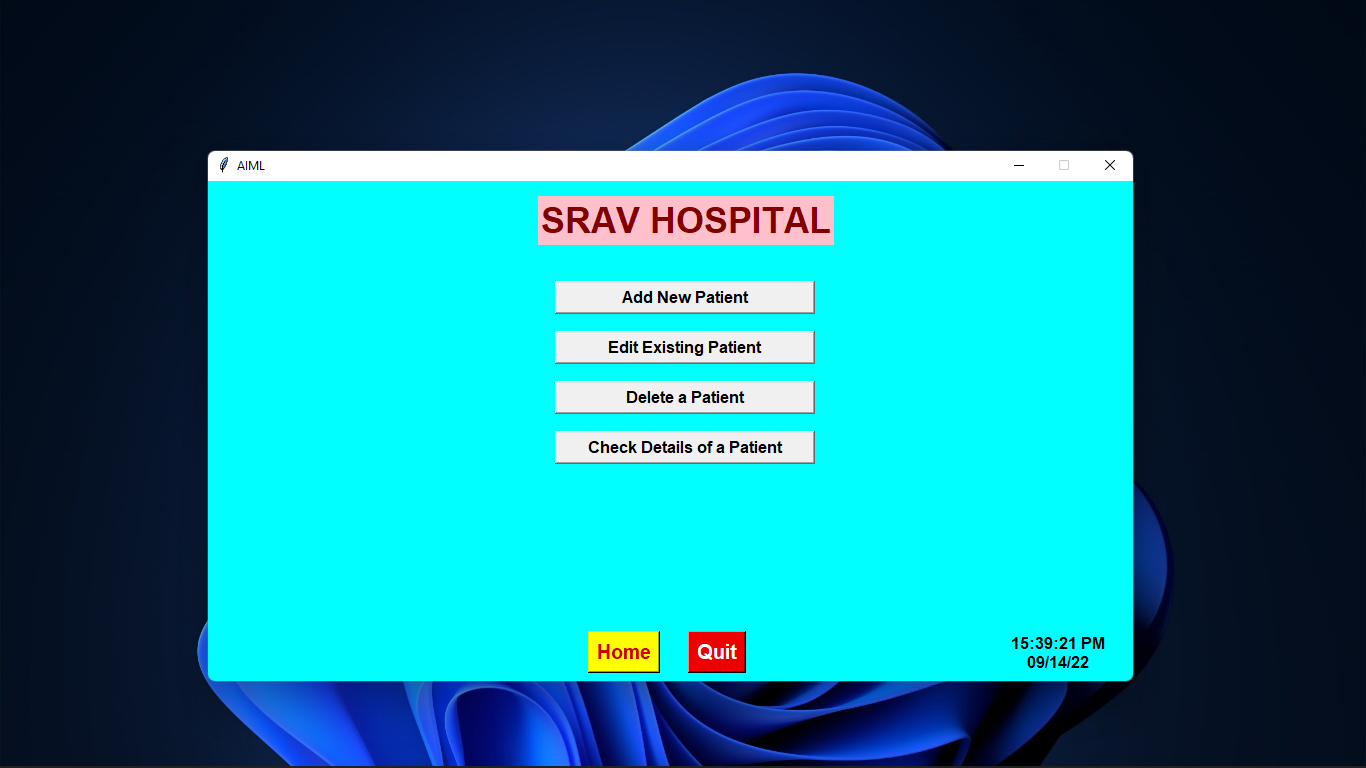 AIML
SRAV HOSPITAL
Add New Patient
Edit Existing Patient
Delete a Patient
Check Details of a Patient
Home
Quit
15:39:21 PM
09/14/22